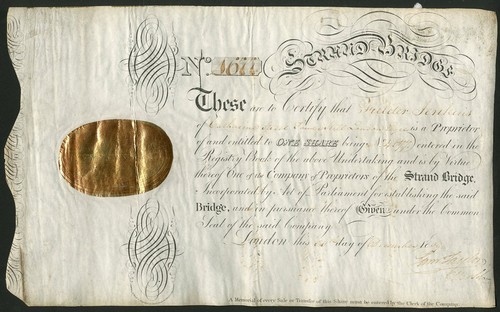 STRAND BRIDGE
No. 1611
These are to Certify that Jenkins
of is a Proprietor
of and entitled to ONE SHARE being No. entered in the
Registry Book of the above Undertaking and is by Virtue
thereof One of the Company of Proprietors of the Strand Bridge,
Incorporated by Act of Parliament for establishing the said
Bridge, and in pursuance thereof Given under the Common
Seal of the said Company
London this day of
A Memorial of every Sale or Transfer of this Share must be entered by the Clerk of the Company